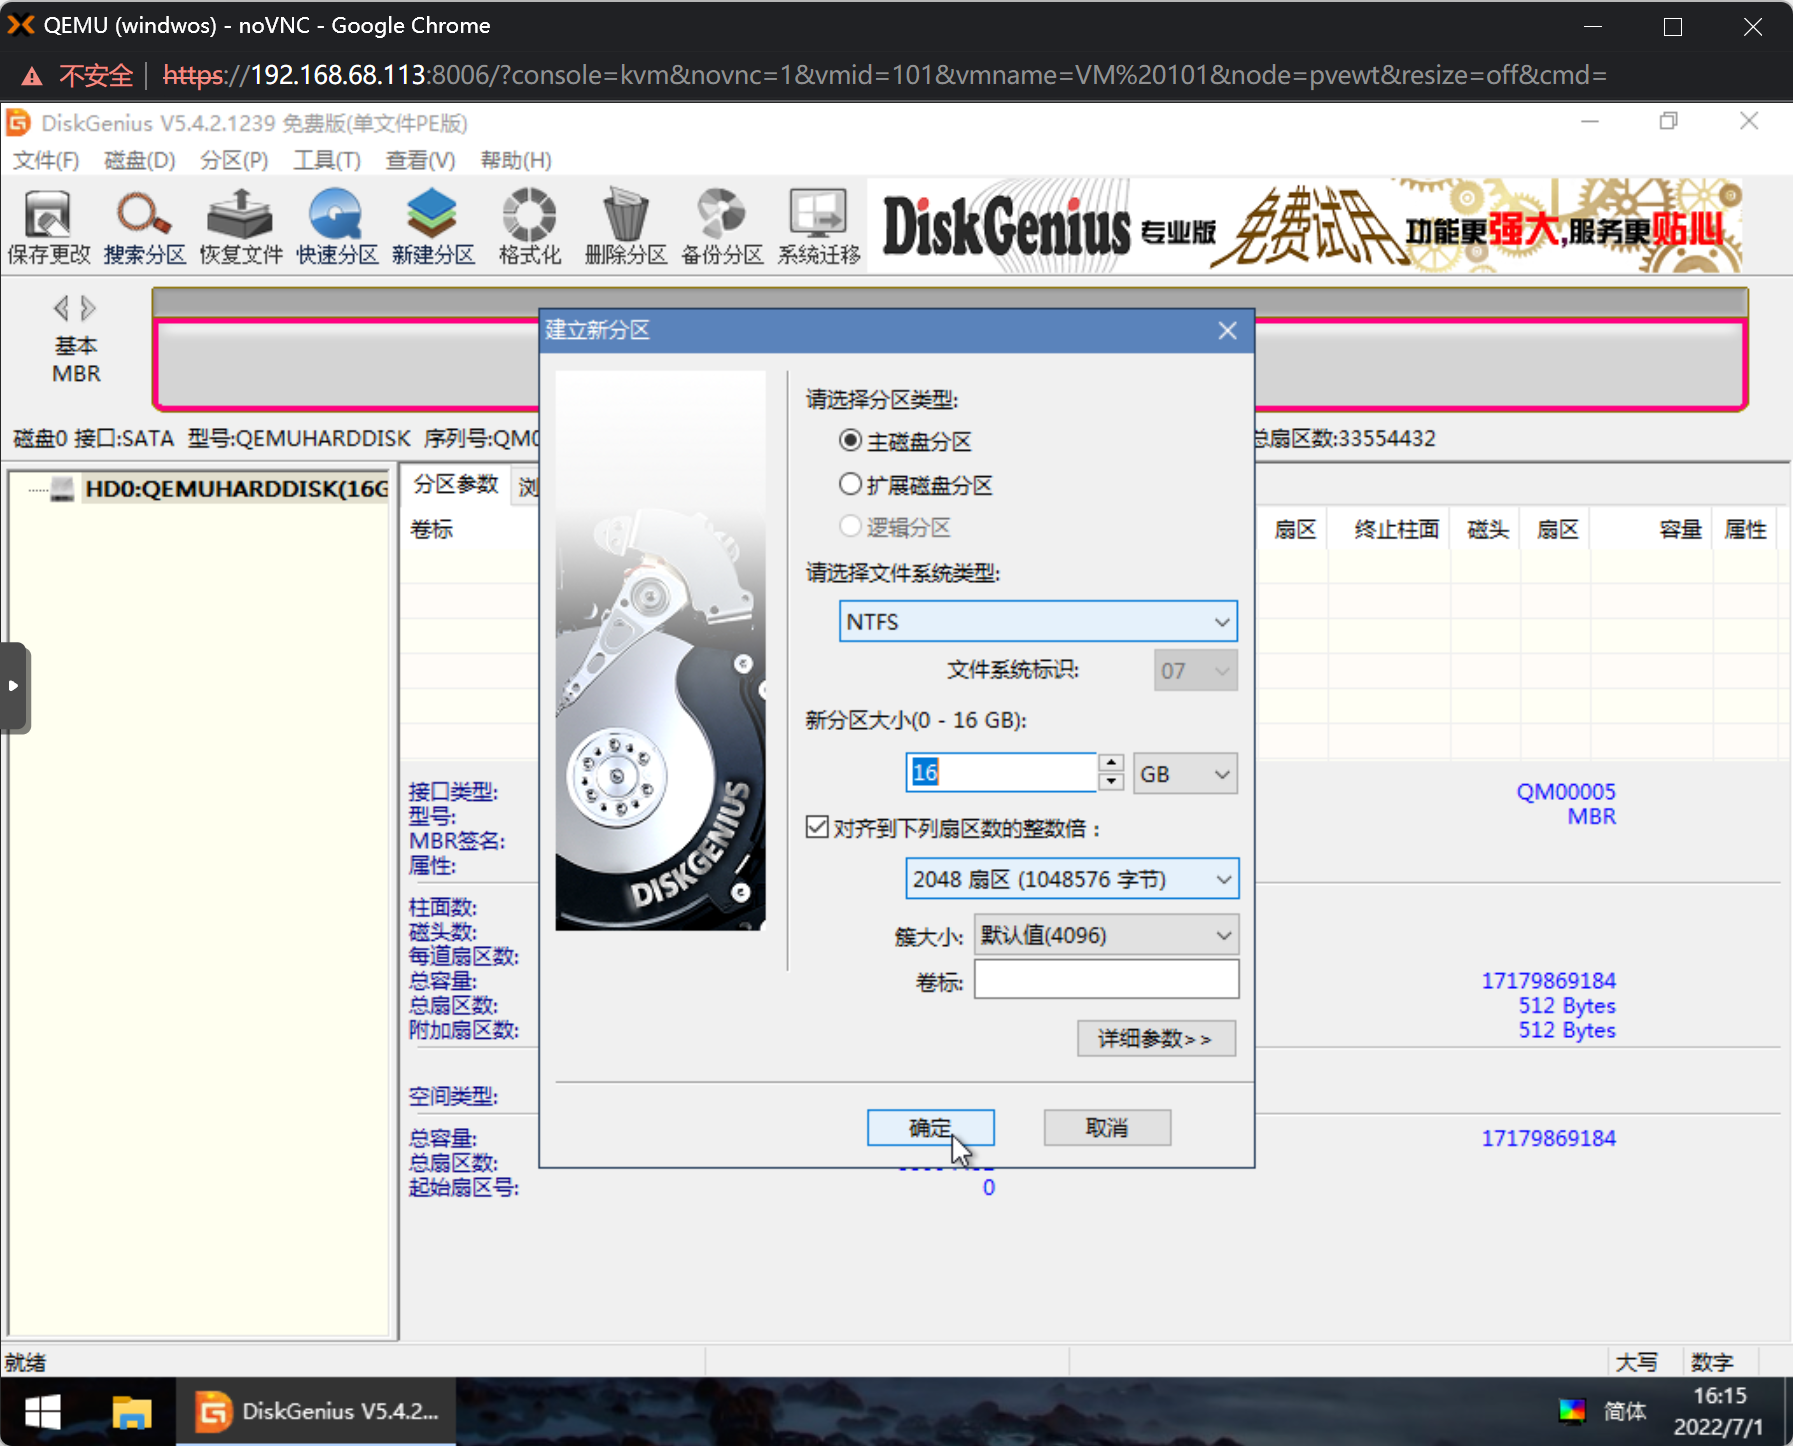 QEMU (windwos) - noVNC - Google Chrome
不安全 https://192.168.68.113:8006/?console=kvm&novnc=1&vmid=101&vmname=VM%20101&node=pvewt&resize=off&cmd=
DiskGenius V5.4.2.1239 免费版(单文件PE版)
文件(F) 磁盘(D) 分区(P) 工具(T) 查看(V) 帮助(H)
保存更改 搜索分区 恢复文件 快速分区 新建分区 格式化 删除分区 备份分区 系统迁移
DiskGenius 专业版 免费试用 功能更强大,服务更贴心
基本
MBR
磁盘0 接口:SATA 型号:QEMUHARDDISK 序列号:QM0
总扇区数:33554432
HD0:QEMUHARDDISK(16G
分区参数 浏
卷标 扇区 终止柱面 磁头 扇区 容量 属性
接口类型: QM00005
型号: MBR
MBR签名:
属性:
柱面数:
磁头数:
每道扇区数:
总容量: 17179869184
总扇区数: 512 Bytes
附加扇区数: 512 Bytes
空间类型:
总容量: 17179869184
总扇区数:
起始扇区号: 0
建立新分区
请选择分区类型:
主磁盘分区
扩展磁盘分区
逻辑分区
请选择文件系统类型:
NTFS
文件系统标识: 07
新分区大小(0 - 16 GB):
16 GB
对齐到下列扇区数的整数倍：
2048 扇区 (1048576 字节)
簇大小: 默认值(4096)
卷标:
详细参数>>
确定 取消
DISKGENIUS
就绪 大写 数字
DiskGenius V5.4.2...
简体
16:15
2022/7/1